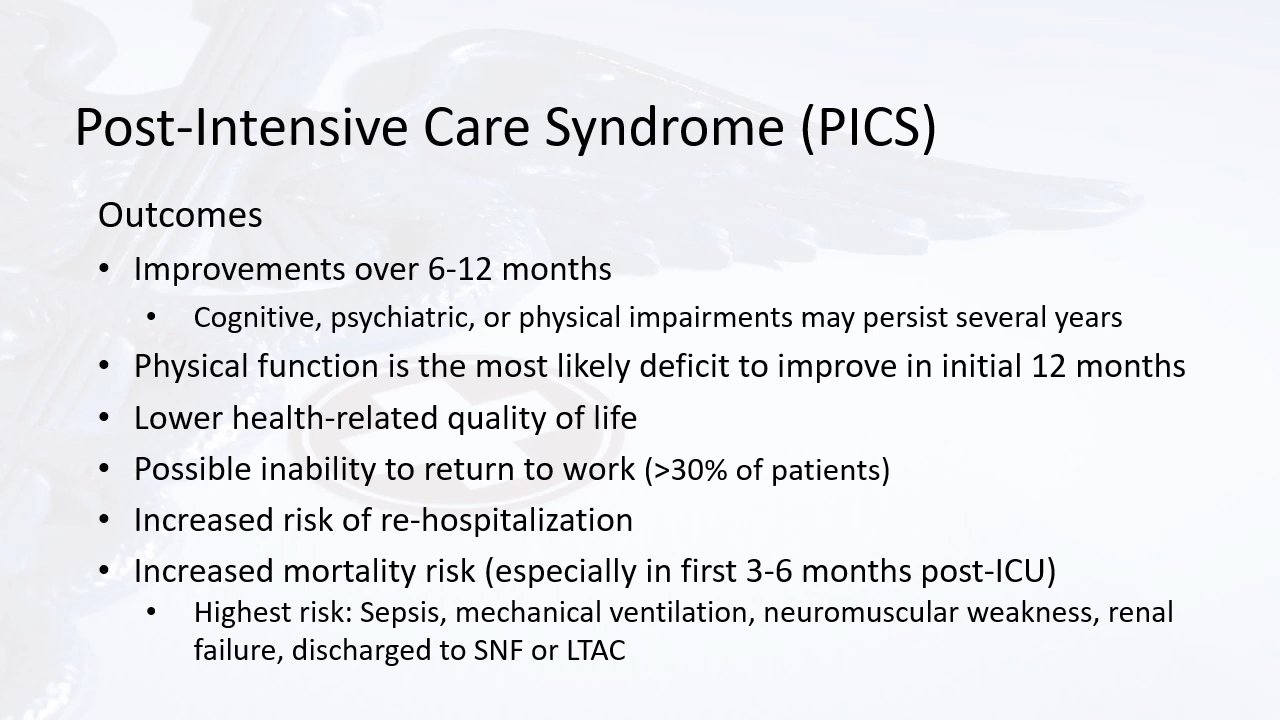 Post-Intensive Care Syndrome (PICS)
Outcomes
• Improvements over 6-12 months
• Cognitive, psychiatric, or physical impairments may persist several years
• Physical function is the most likely deficit to improve in initial 12 months
• Lower health-related quality of life
• Possible inability to return to work (>30% of patients)
• Increased risk of re-hospitalization
• Increased mortality risk (especially in first 3-6 months post-ICU)
• Highest risk: Sepsis, mechanical ventilation, neuromuscular weakness, renal
failure, discharged to SNF or LTAC